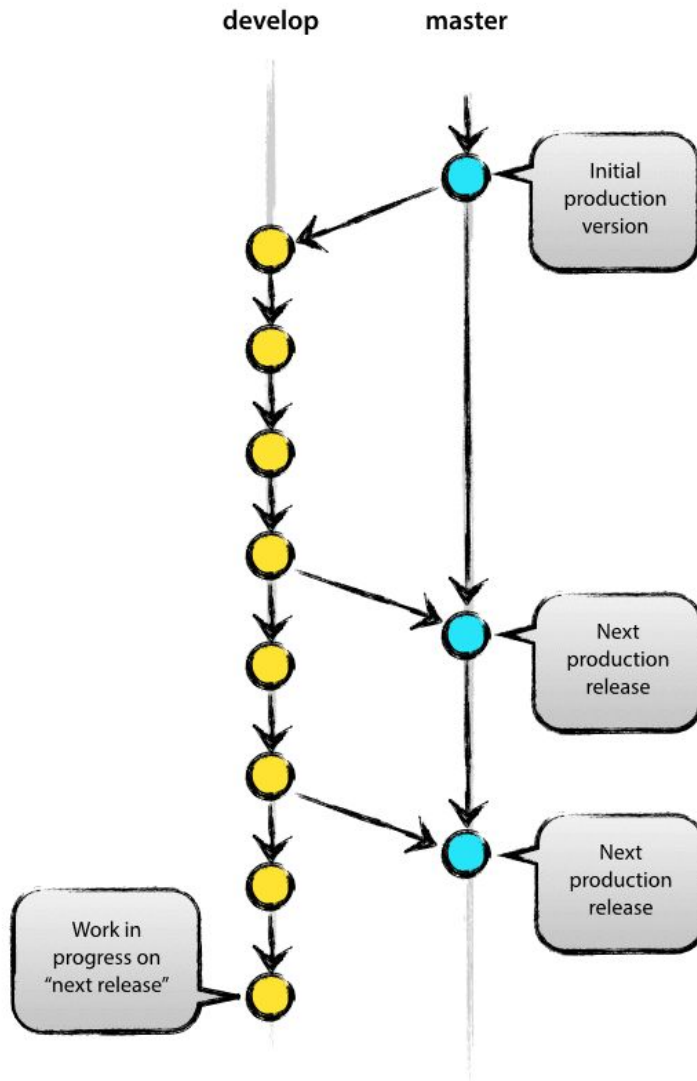 develop
master
Initial
production
version
Next
production
release
Next
production
release
Work in
progress on
“next release”